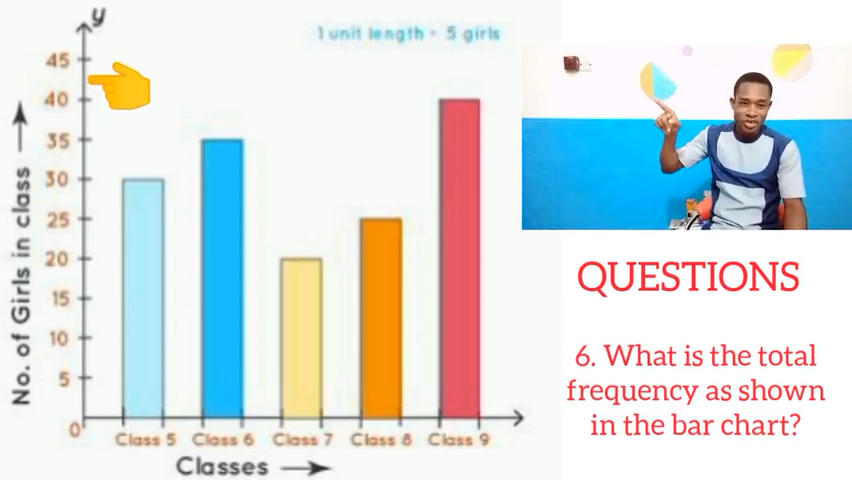 y
1 unit length - 5 girls
45
40
35
30
25
20
15
10
5
0
No. of Girls in class
Class 5 Class 6 Class 7 Class 8 Class 9
Classes
QUESTIONS
6. What is the total
frequency as shown
in the bar chart?